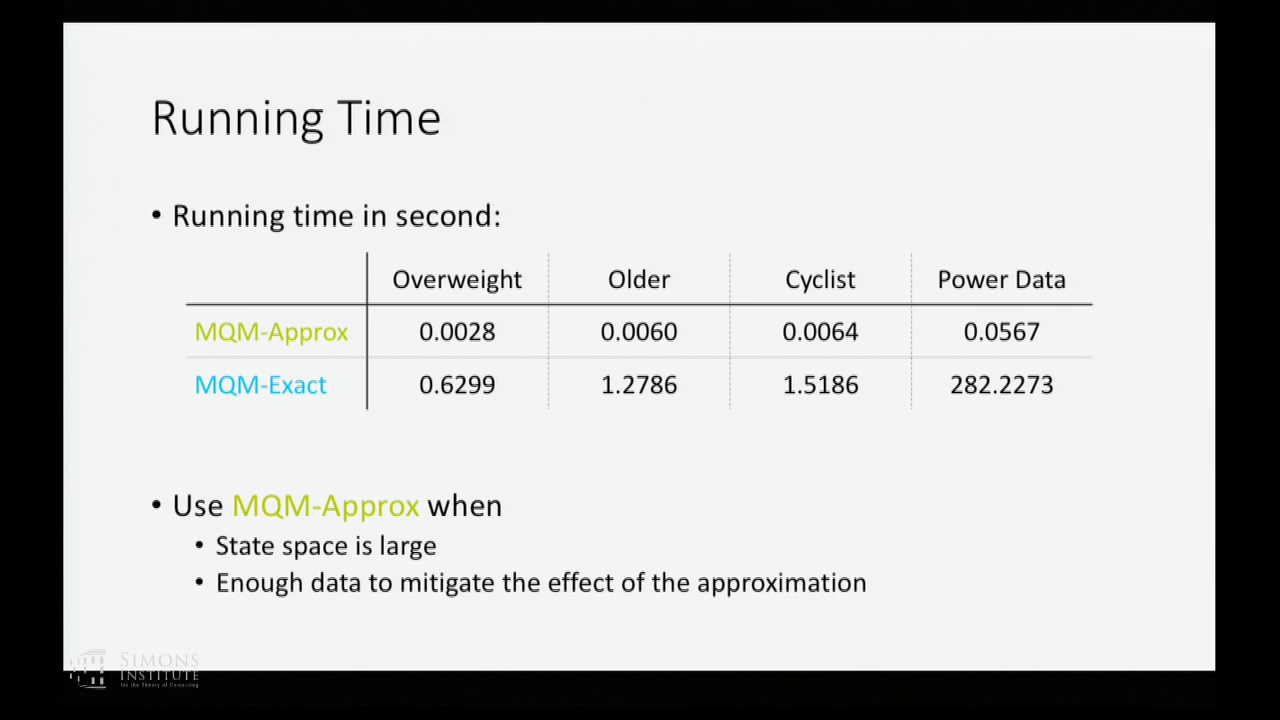 Running Time
• Running time in second:
Overweight Older Cyclist Power Data
MQM-Approx 0.0028 0.0060 0.0064 0.0567
MQM-Exact 0.6299 1.2786 1.5186 282.2273
• Use MQM-Approx when
• State space is large
• Enough data to mitigate the effect of the approximation
SIMONS
INSTITUTE
for the Theory of Computing